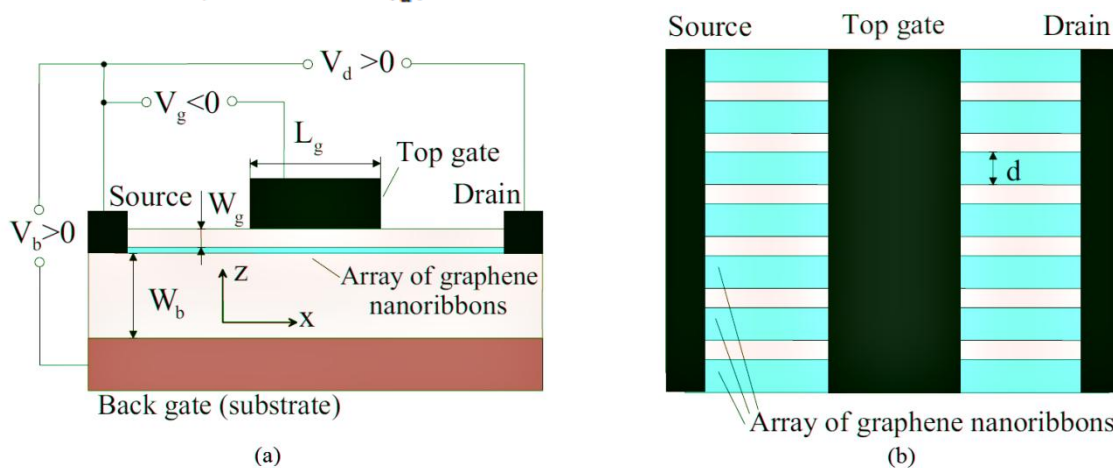 V_d >0
V_g <0
L_g
Top gate
Source
W_g
Drain
V_b >0
Array of graphene
nanoribbons
z
W_b
x
Back gate (substrate)
(a)
Source
Top gate
Drain
d
Array of graphene nanoribbons
(b)